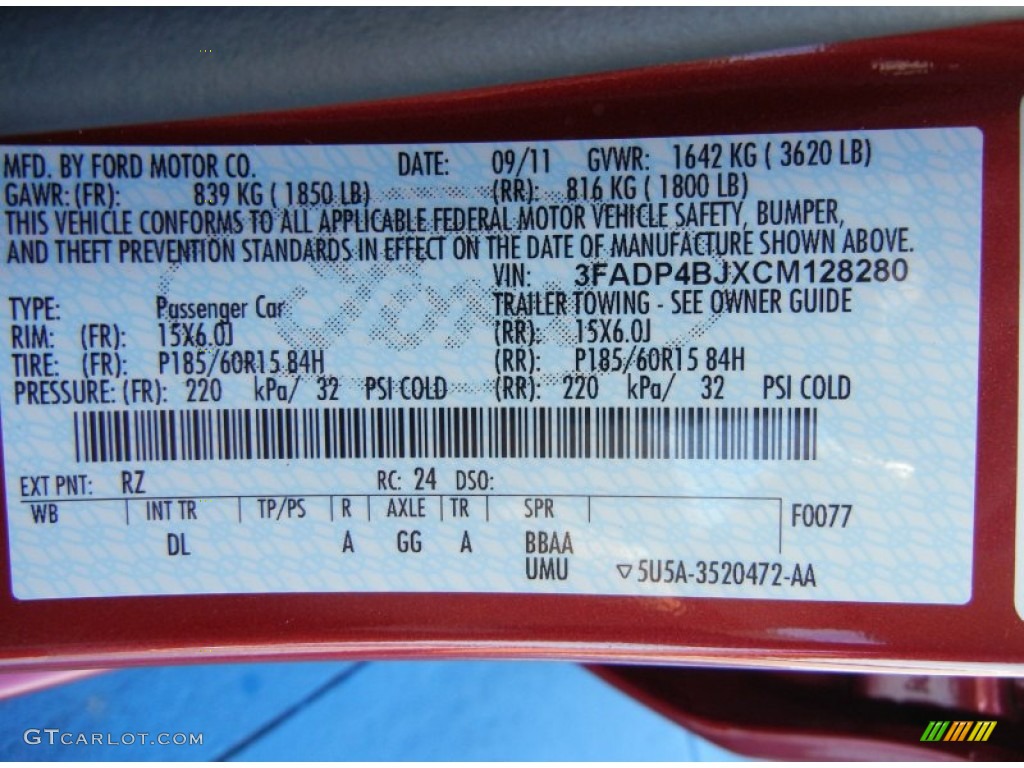 MFD. BY FORD MOTOR CO. DATE: 09/11 GVWR: 1642 KG ( 3620 LB)
GAWR: (FR): 839 KG ( 1850 LB) (RR): 816 KG ( 1800 LB)
THIS VEHICLE CONFORMS TO ALL APPLICABLE FEDERAL MOTOR VEHICLE SAFETY, BUMPER,
AND THEFT PREVENTION STANDARDS IN EFFECT ON THE DATE OF MANUFACTURE SHOWN ABOVE.
VIN: 3FADP4BJXCM128280
TYPE: Passenger Car TRAILER TOWING - SEE OWNER GUIDE
RIM: (FR): 15X6.0J (RR): 15X6.0J
TIRE: (FR): P185/60R15 84H (RR): P185/60R15 84H
PRESSURE: (FR): 220 kPa/ 32 PSI COLD (RR): 220 kPa/ 32 PSI COLD
EXT PNT: RZ RC: 24 DSO:
WB INT TR TP/PS R AXLE TR SPR F0077
DL A GG A BBAA
UMU ▽5U5A-3520472-AA
GTCARLOT.COM